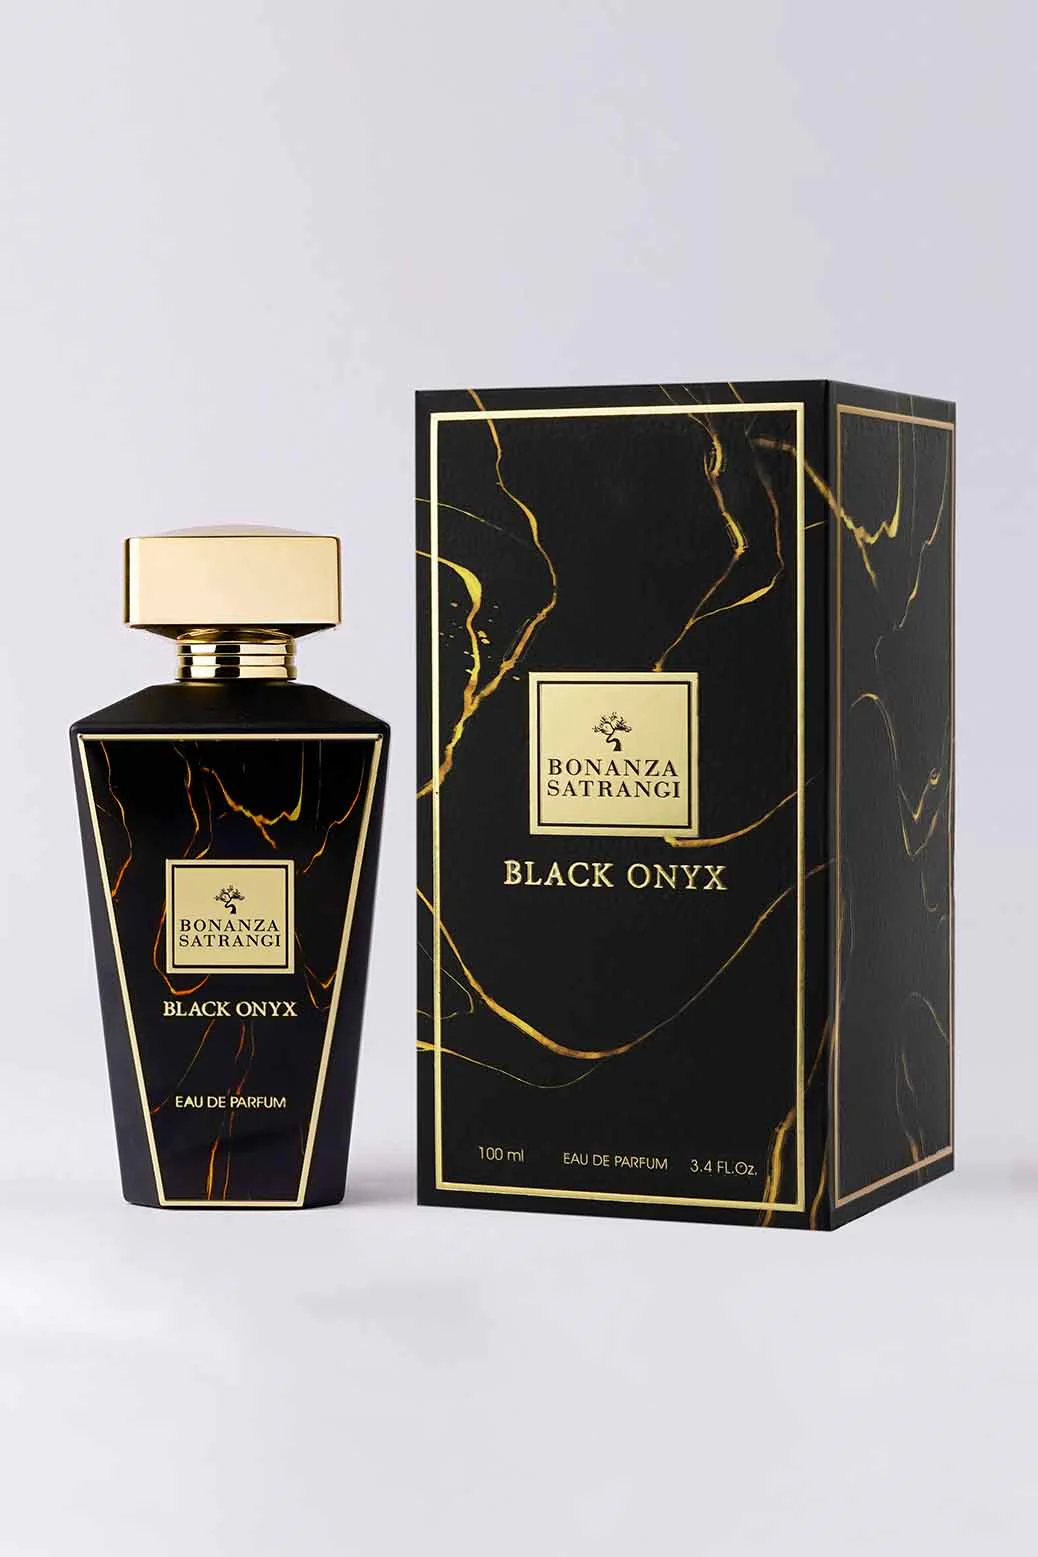 BONANZA
SATRANGI
BLACK ONYX
EAU DE PARFUM
BONANZA
SATRANGI
BLACK ONYX
100 ml EAU DE PARFUM 3.4 FL.Oz.